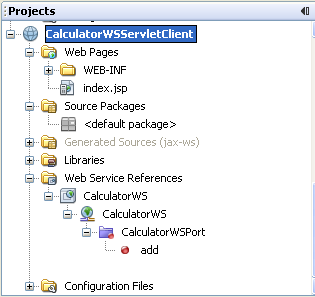 Projects
CalculatorWSServletClient
Web Pages
WEB-INF
index.jsp
Source Packages
<default package>
Generated Sources (jax-ws)
Libraries
Web Service References
CalculatorWS
CalculatorWS
CalculatorWSPort
add
Configuration Files